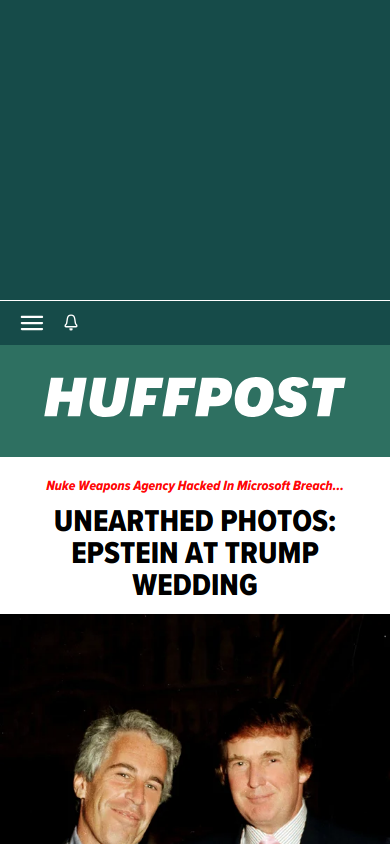 HUFFPOST
Nuke Weapons Agency Hacked In Microsoft Breach...
UNEARTHED PHOTOS:
EPSTEIN AT TRUMP
WEDDING